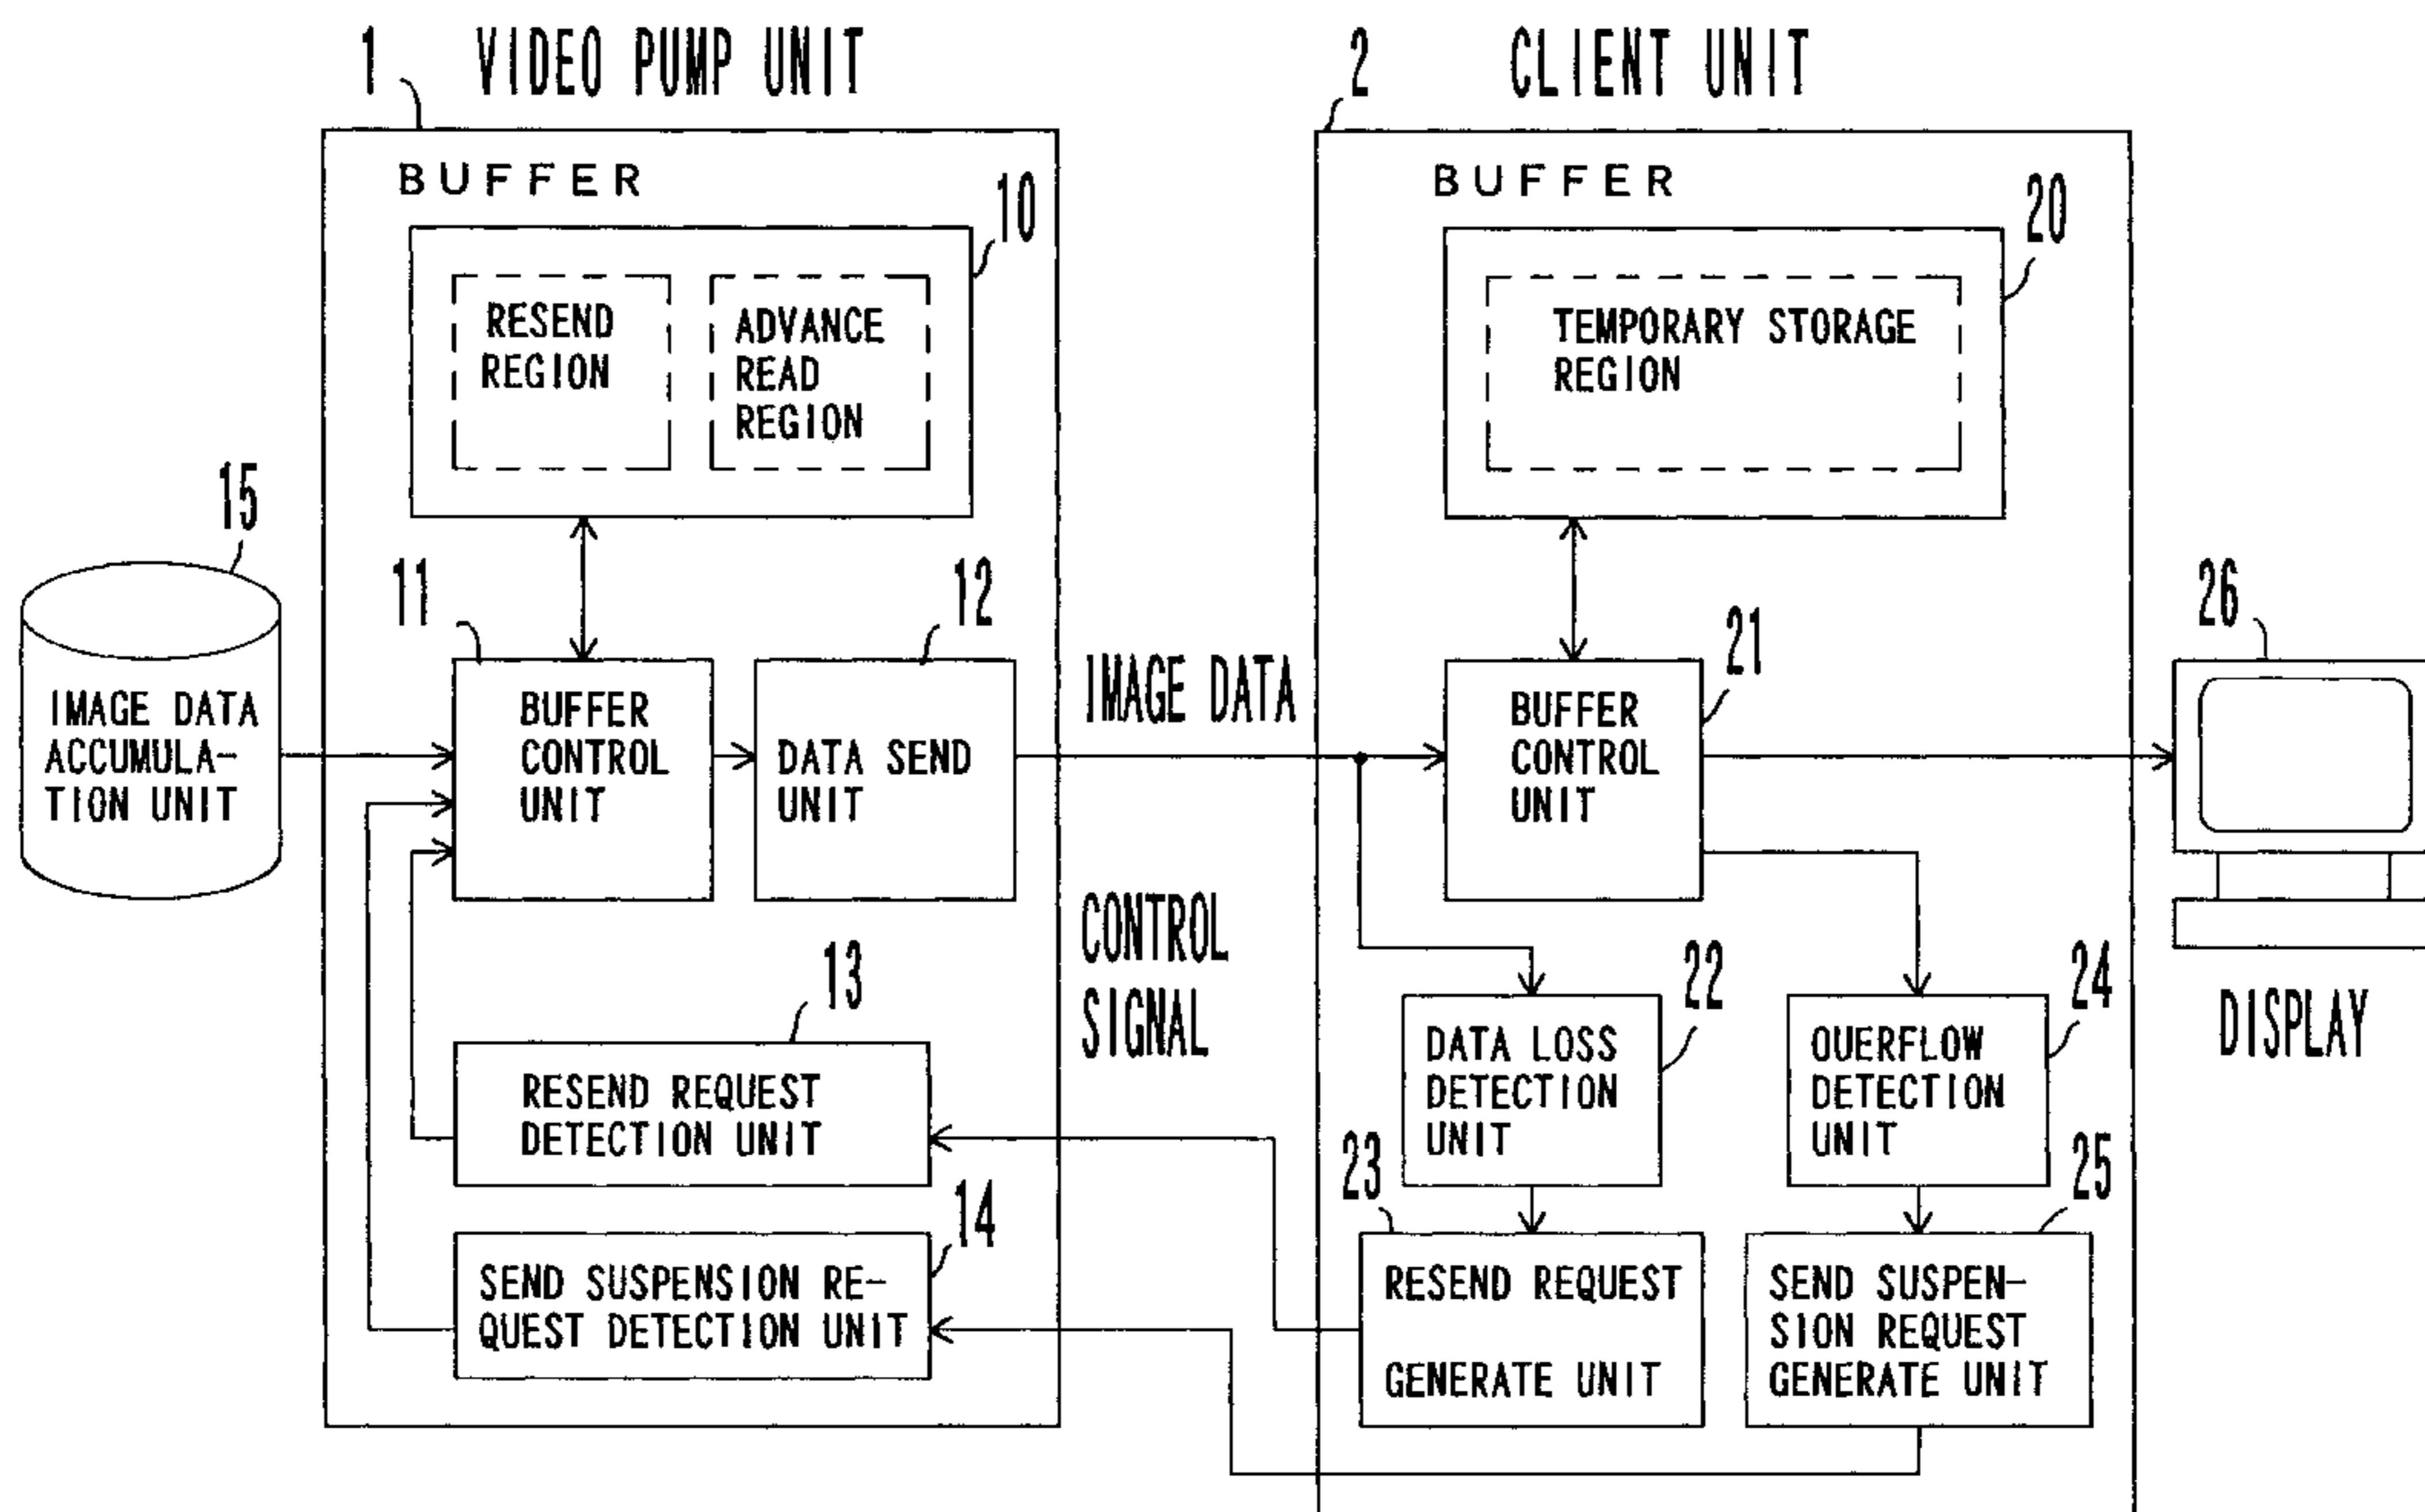 1 VIDEO PUMP UNIT
2 CLIENT UNIT
BUFFER
10
RESEND
REGION
ADVANCE
READ
REGION
BUFFER
20
TEMPORARY STORAGE
REGION
15
IMAGE DATA
ACCUMULA-
TION UNIT
11
BUFFER
CONTROL
UNIT
12
DATA SEND
UNIT
IMAGE DATA
21
BUFFER
CONTROL
UNIT
26
DISPLAY
CONTROL
SIGNAL
13
RESEND REQUEST
DETECTION UNIT
14
SEND SUSPENSION RE-
QUEST DETECTION UNIT
22
DATA LOSS
DETECTION
UNIT
24
OUERFLOW
DETECTION
UNIT
23
RESEND REQUEST
GENERATE UNIT
25
SEND SUSPEN-
SION REQUEST
GENERATE UNIT